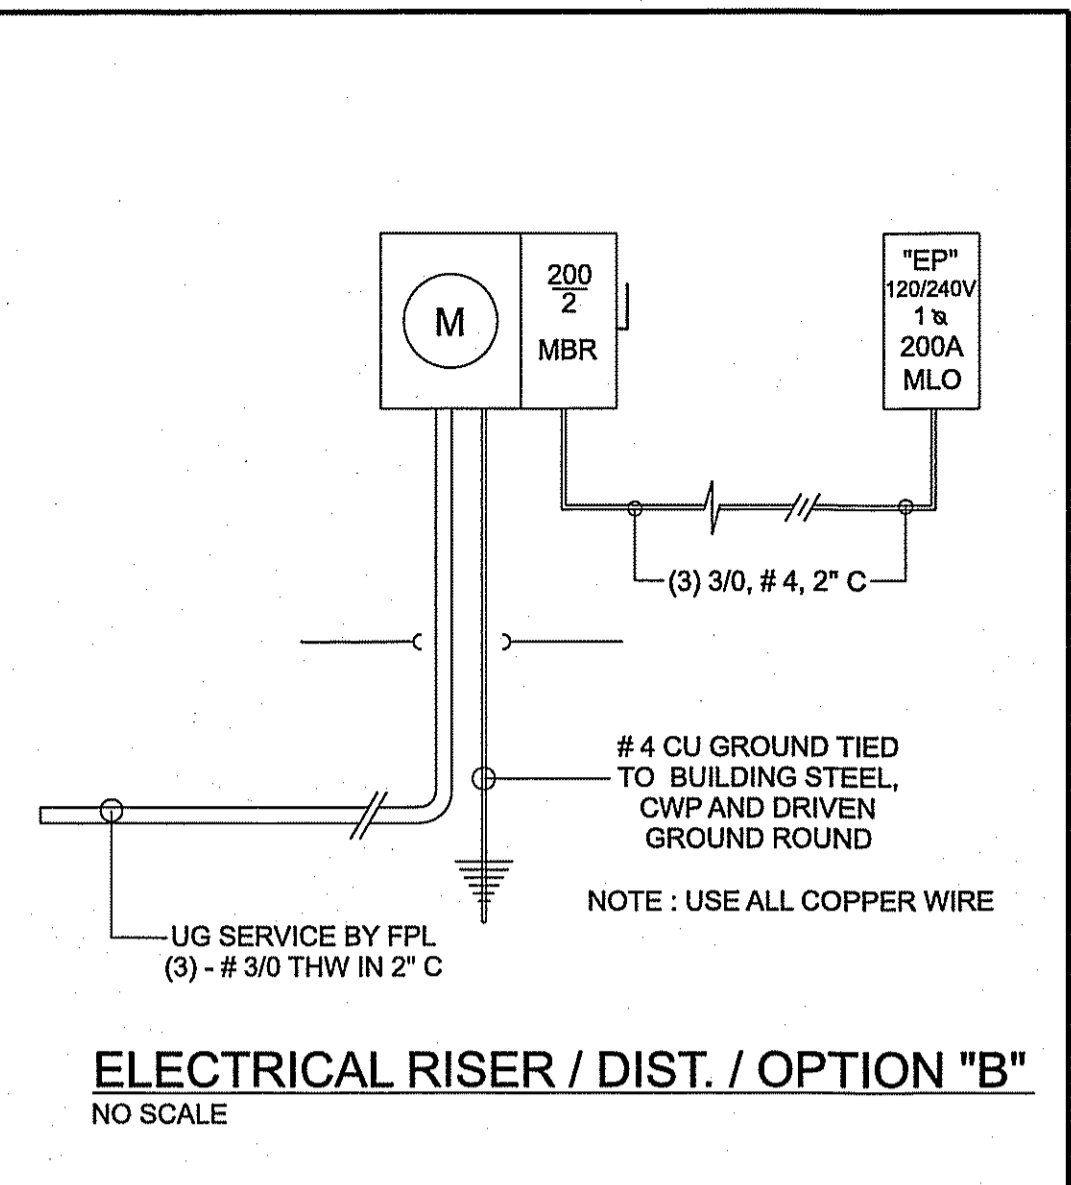 200
2
MBR
M
"EP"
120/240V
1 ⦰
200A
MLO
(3) 3/0, # 4, 2" C
# 4 CU GROUND TIED
TO BUILDING STEEL,
CWP AND DRIVEN
GROUND ROUND
NOTE : USE ALL COPPER WIRE
UG SERVICE BY FPL
(3) - # 3/0 THW IN 2" C
ELECTRICAL RISER / DIST. / OPTION "B"
NO SCALE